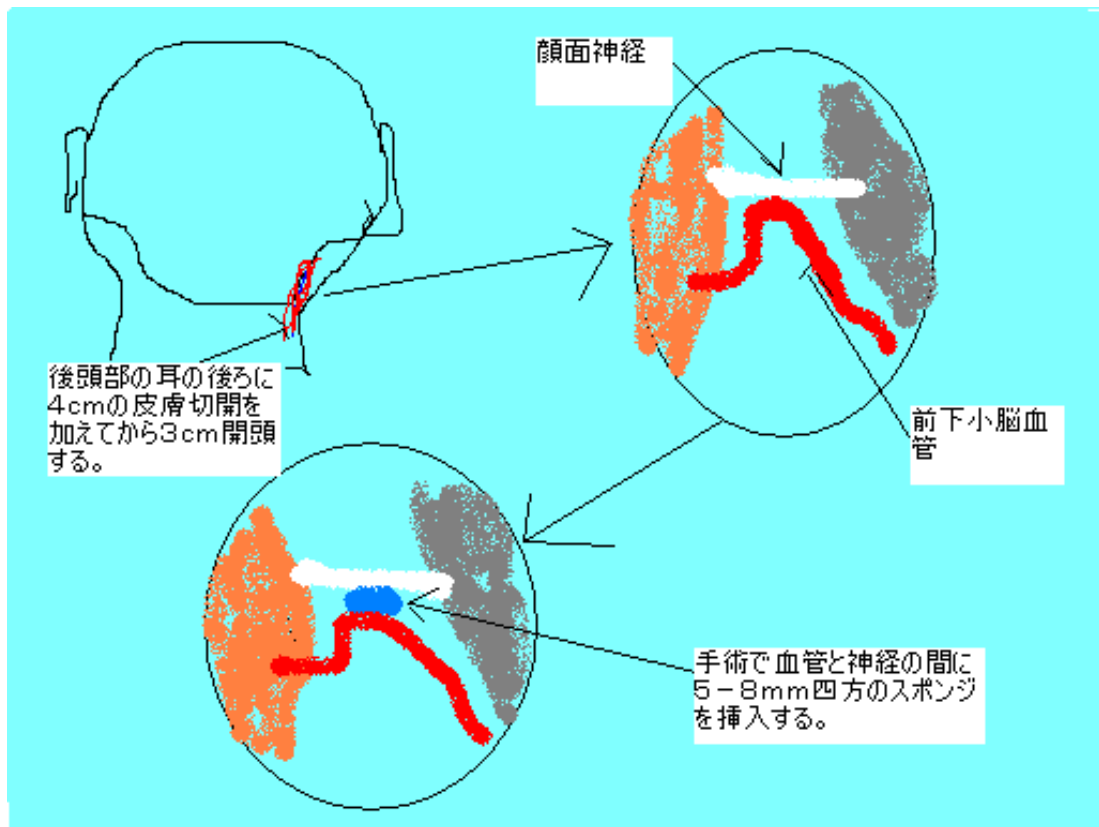 顔面神経
後頭部の耳の後ろに
4cmの皮膚切開を
加えてから3cm開頭
する。
前下小脳血
管
手術で血管と神経の間に
5-8mm四方のスポンジ
を挿入する。